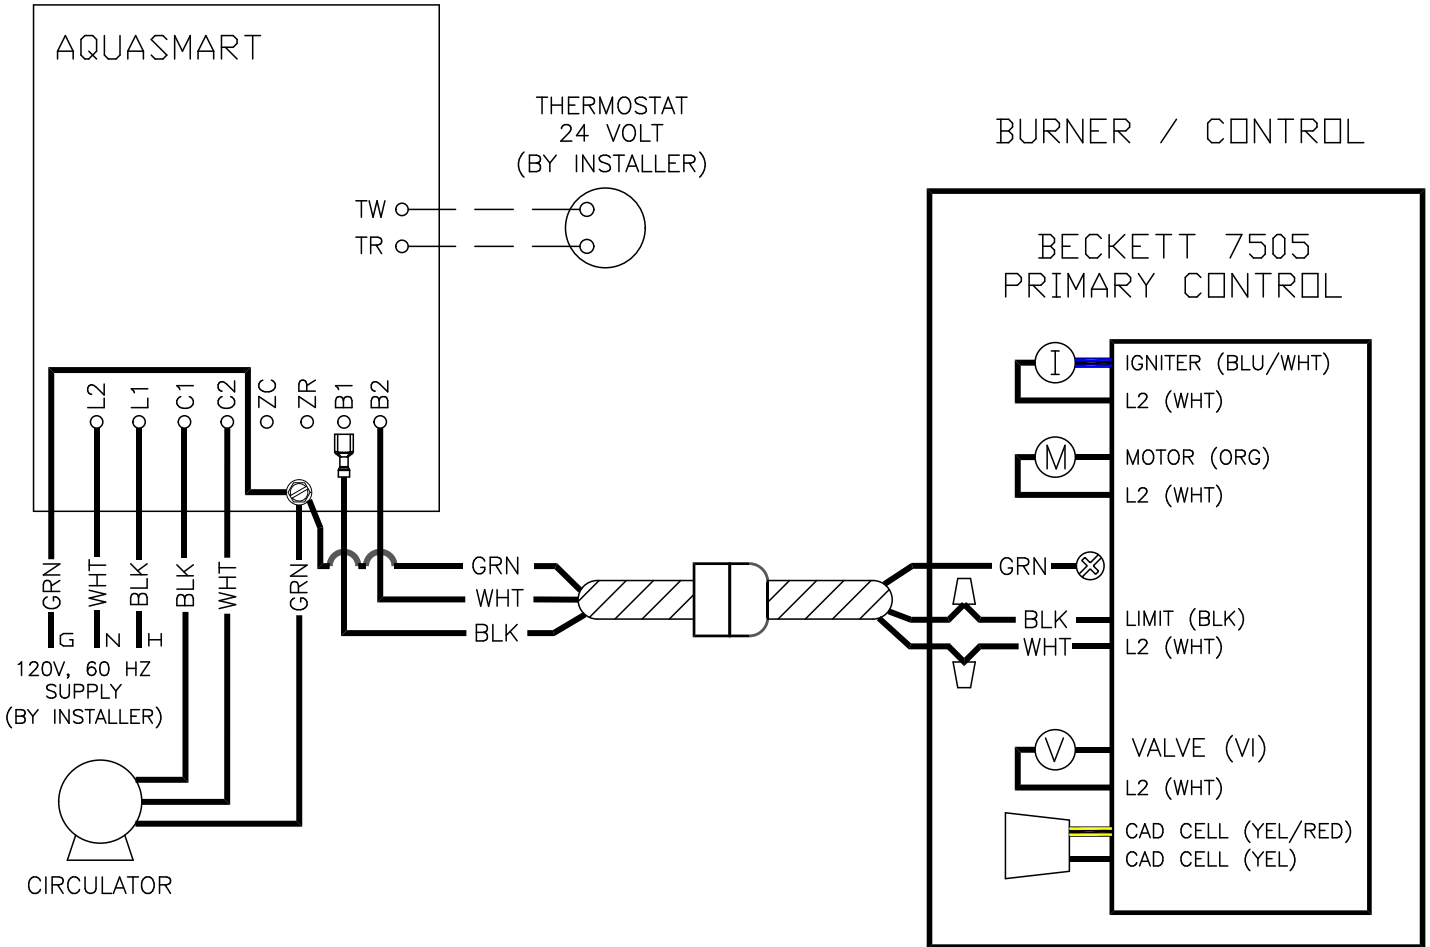 AQUASMART
THERMOSTAT
24 VOLT
(BY INSTALLER)
TW
TR
L2
L1
C1
C2
ZC
ZR
B1
B2
GRN
WHT
BLK
BLK
WHT
GRN
G
N
H
120V, 60 HZ
SUPPLY
(BY INSTALLER)
CIRCULATOR
GRN
WHT
BLK
BURNER / CONTROL
BECKETT 7505
PRIMARY CONTROL
I
IGNITER (BLU/WHT)
L2 (WHT)
M
MOTOR (ORG)
L2 (WHT)
GRN
BLK
LIMIT (BLK)
WHT
L2 (WHT)
V
VALVE (VI)
L2 (WHT)
CAD CELL (YEL/RED)
CAD CELL (YEL)